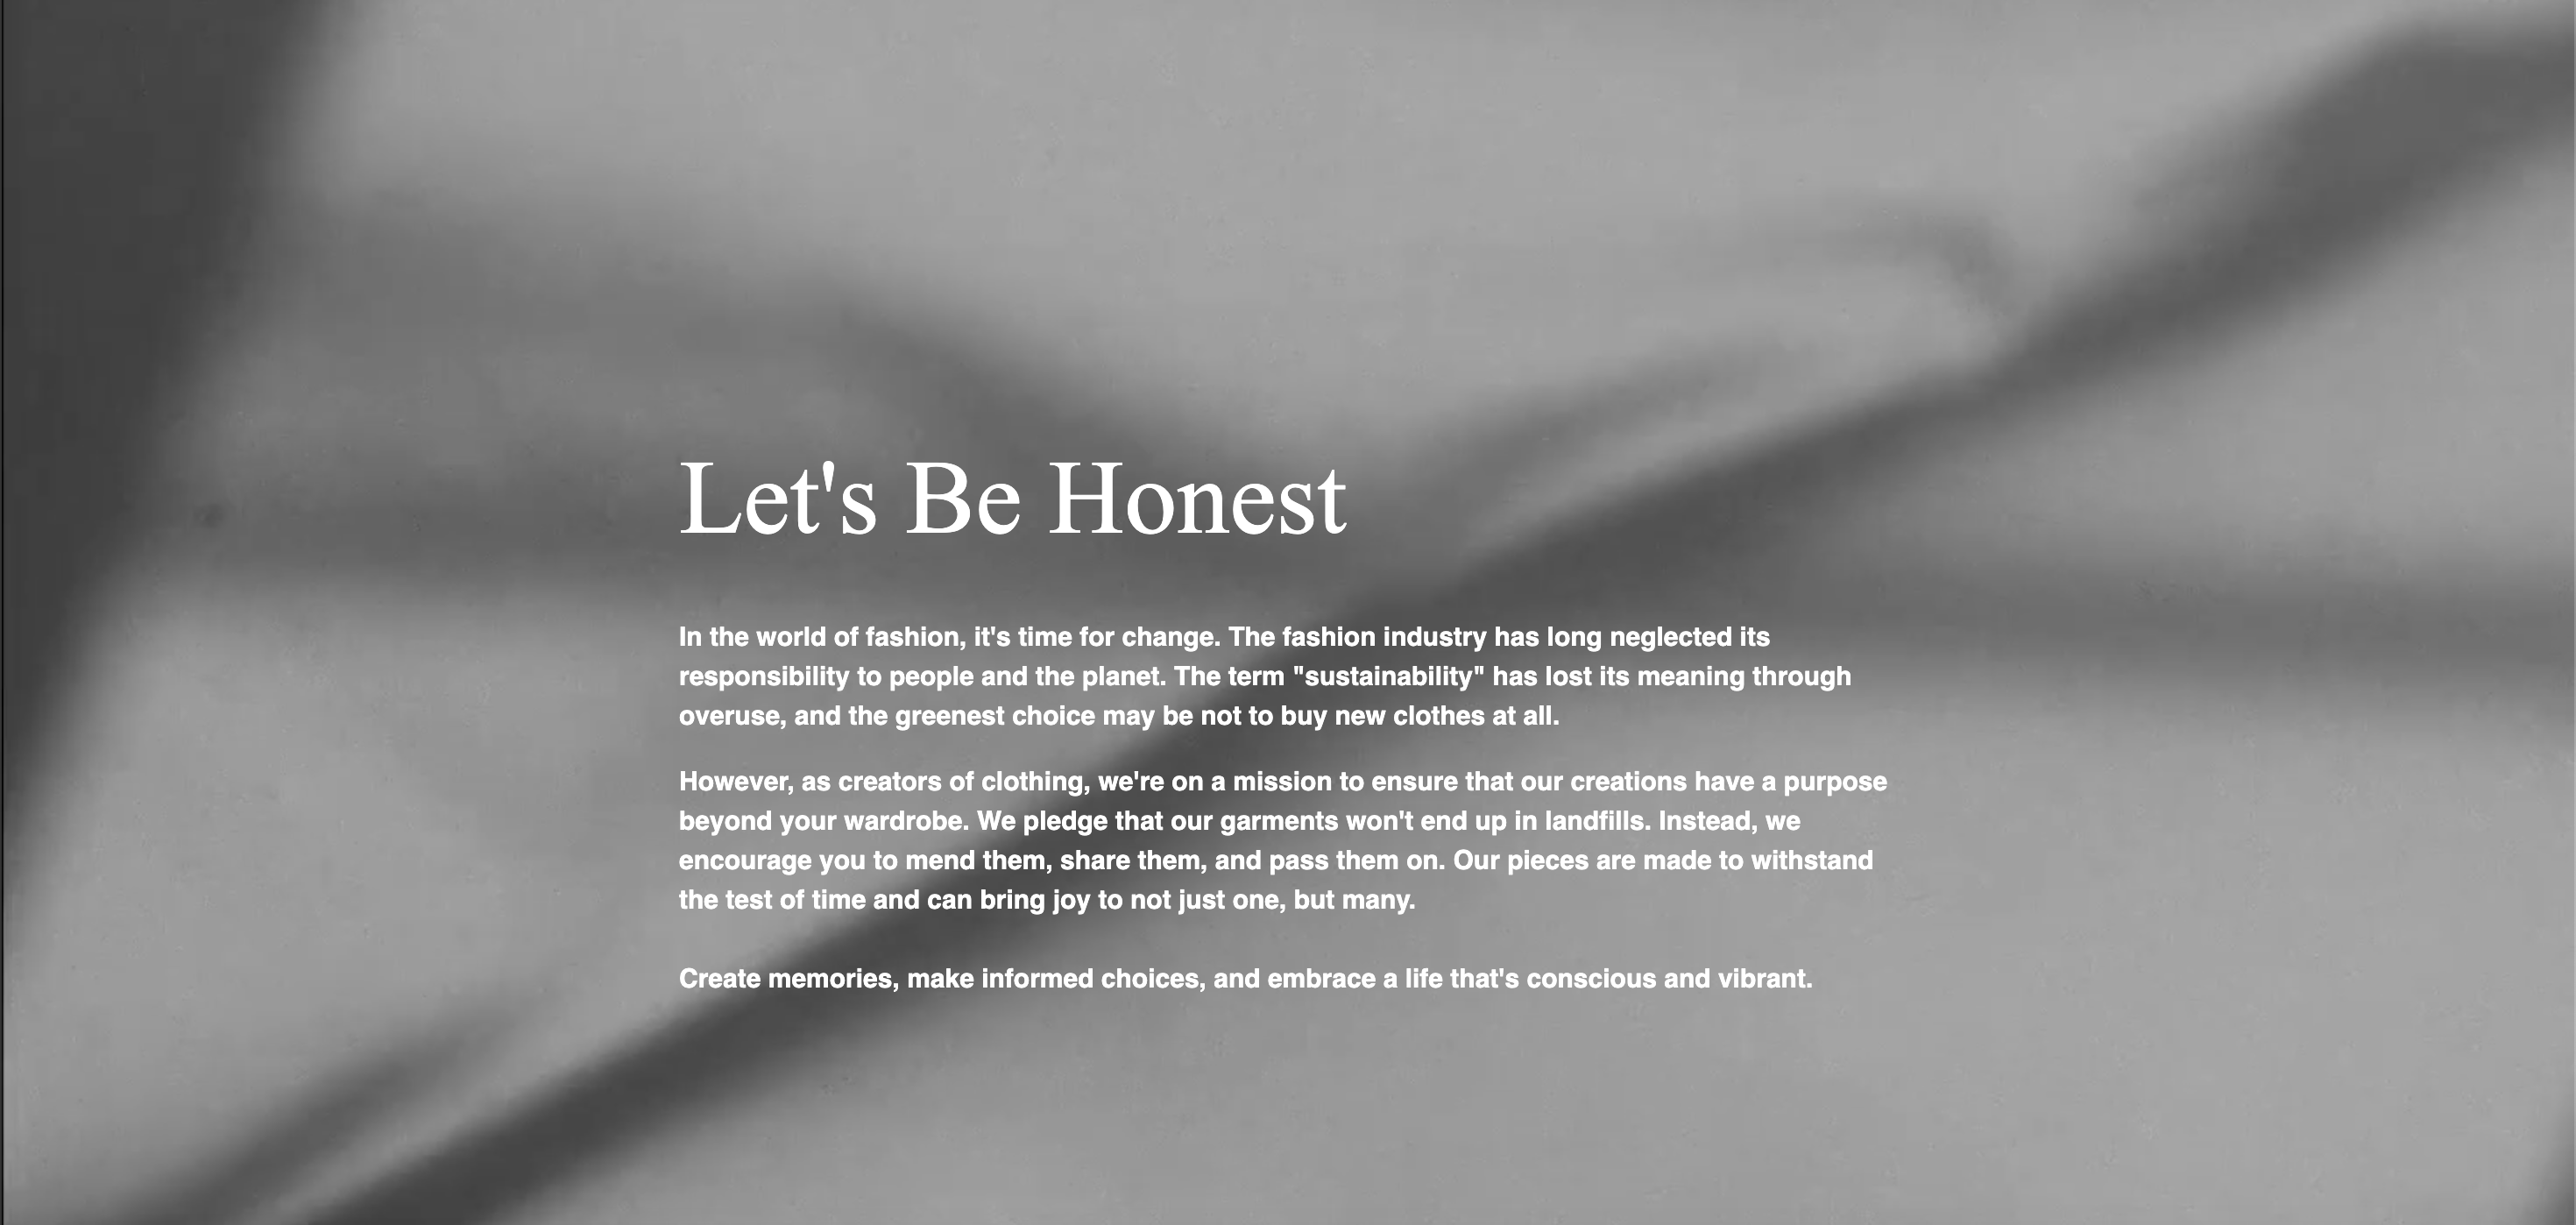 Let's Be Honest
In the world of fashion, it's time for change. The fashion industry has long neglected its
responsibility to people and the planet. The term "sustainability" has lost its meaning through
overuse, and the greenest choice may be not to buy new clothes at all.
However, as creators of clothing, we're on a mission to ensure that our creations have a purpose
beyond your wardrobe. We pledge that our garments won't end up in landfills. Instead, we
encourage you to mend them, share them, and pass them on. Our pieces are made to withstand
the test of time and can bring joy to not just one, but many.
Create memories, make informed choices, and embrace a life that's conscious and vibrant.